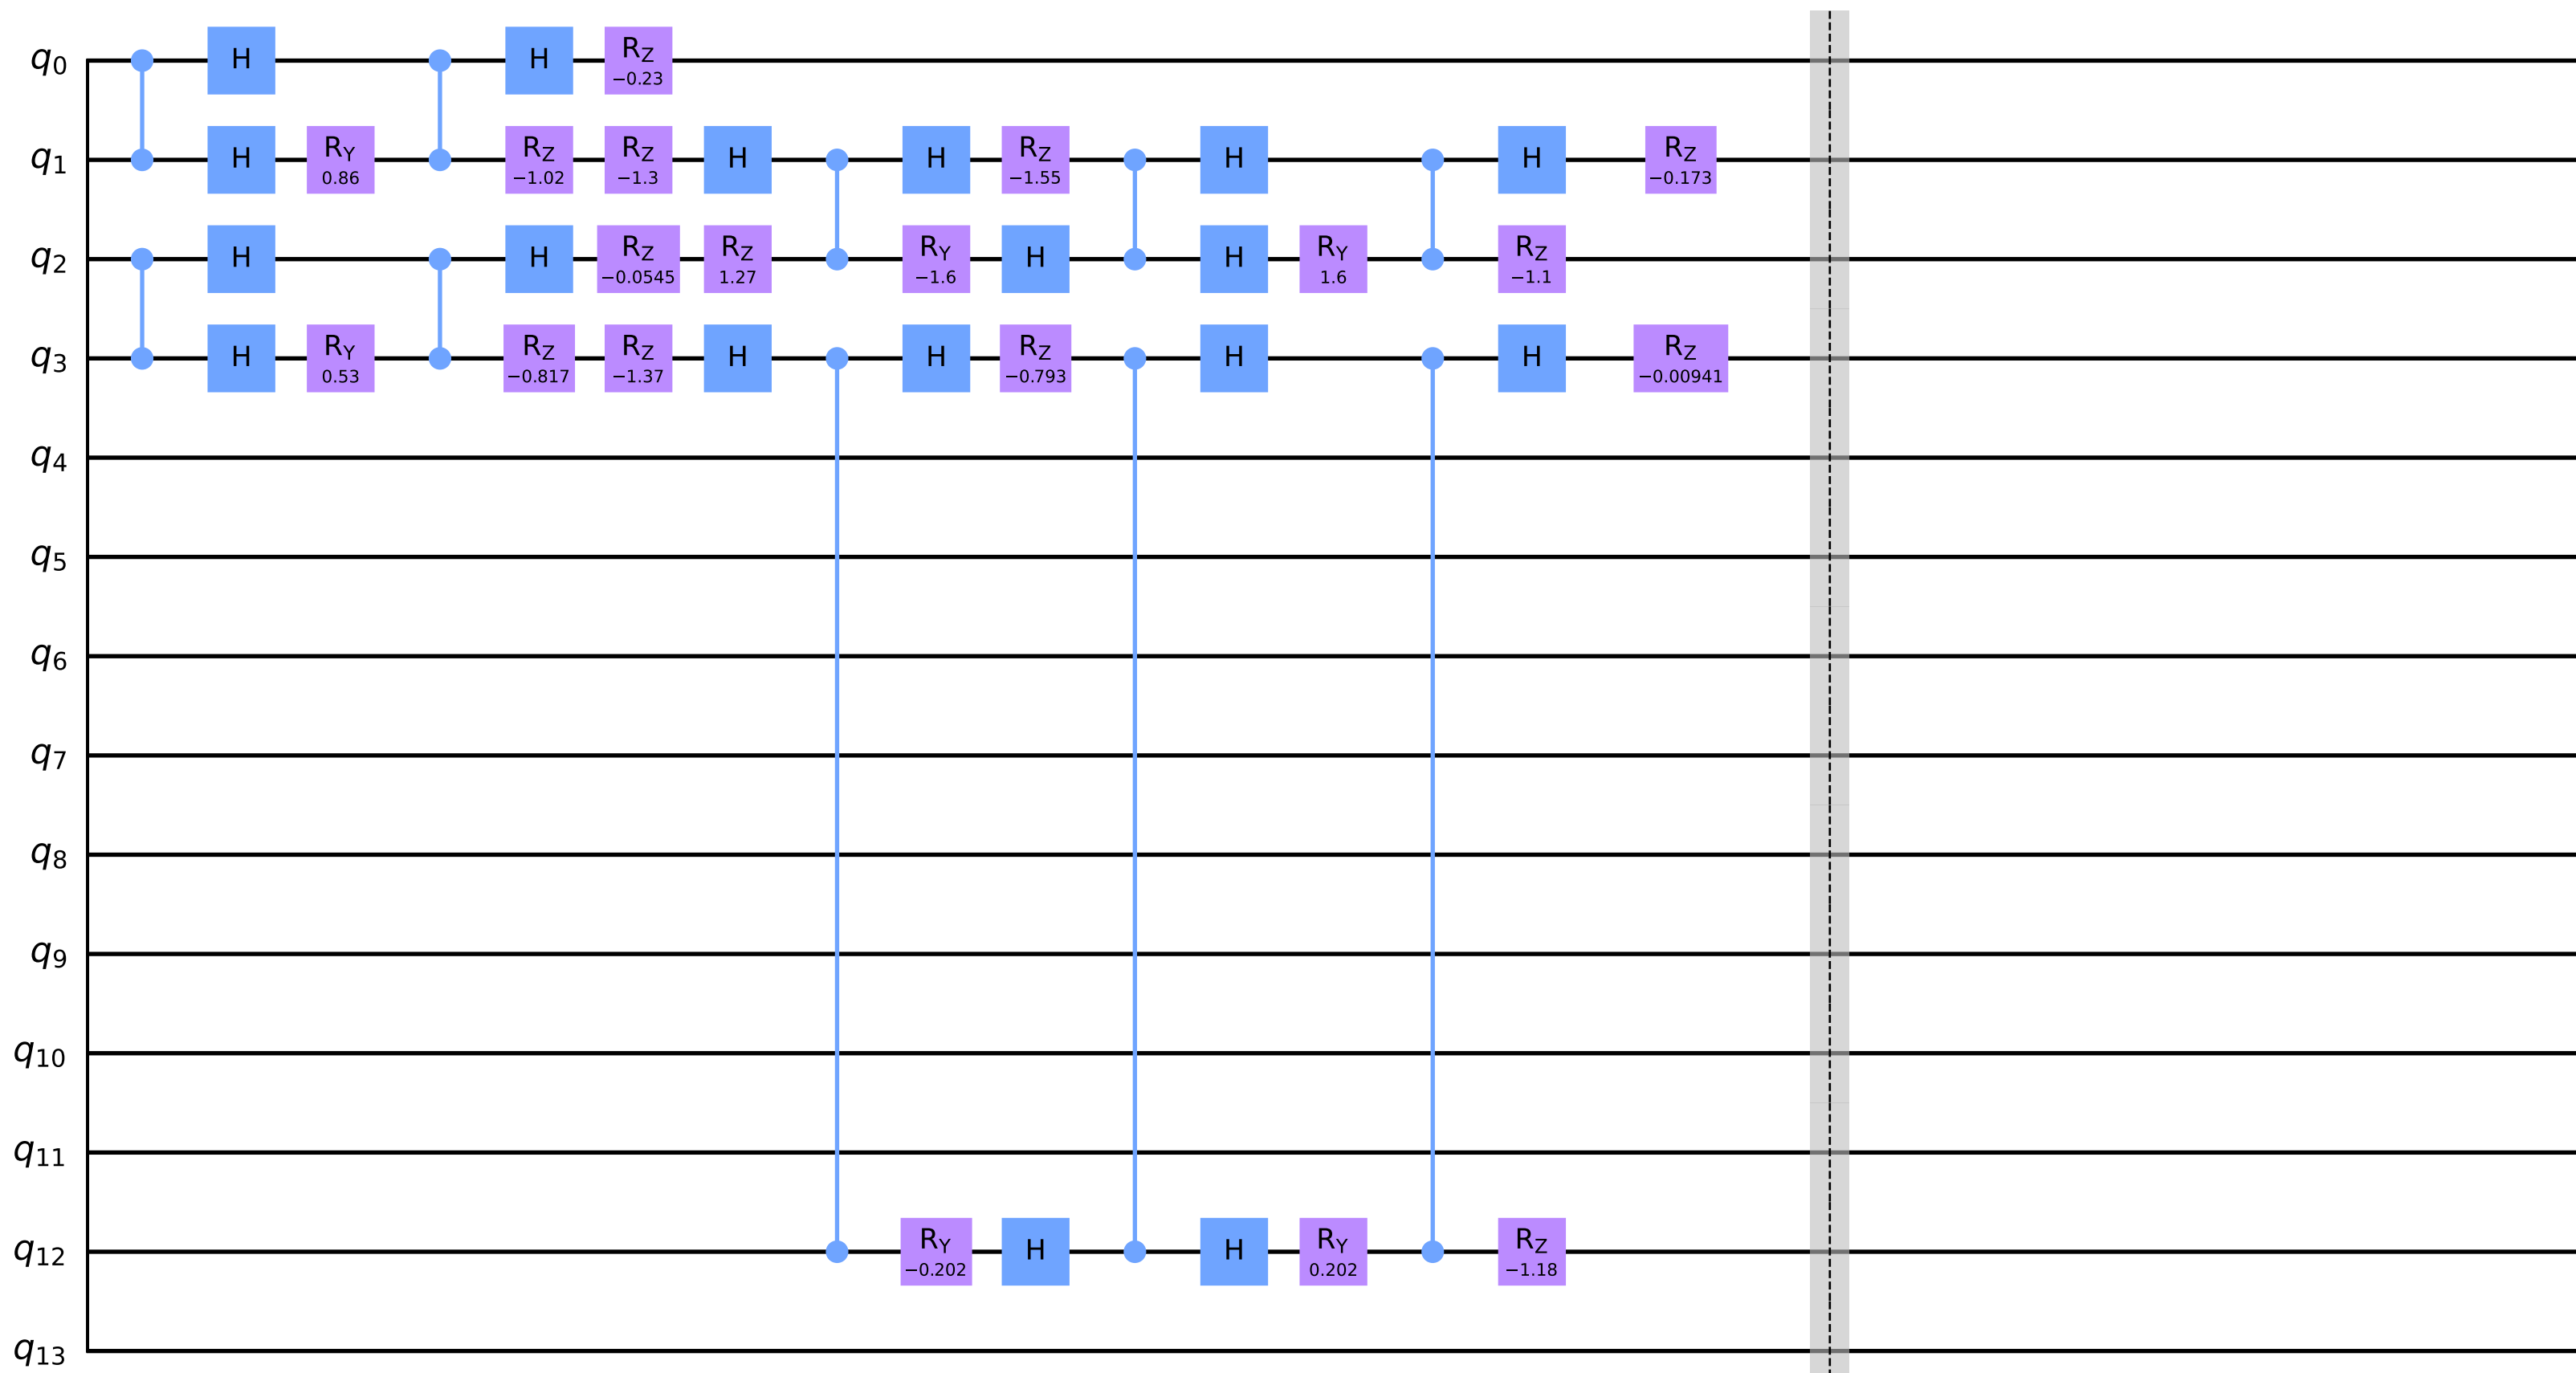 q0 H H RZ −0.23
q1 H RY 0.86 RZ −1.02 RZ −1.3 H H RZ −1.55 H H RZ −0.173
q2 H H RZ −0.0545 RZ 1.27 RY −1.6 H H RY 1.6 RZ −1.1
q3 H RY 0.53 RZ −0.817 RZ −1.37 H H RZ −0.793 H H RZ −0.00941
q4
q5
q6
q7
q8
q9
q10
q11
q12 RY −0.202 H H RY 0.202 RZ −1.18
q13